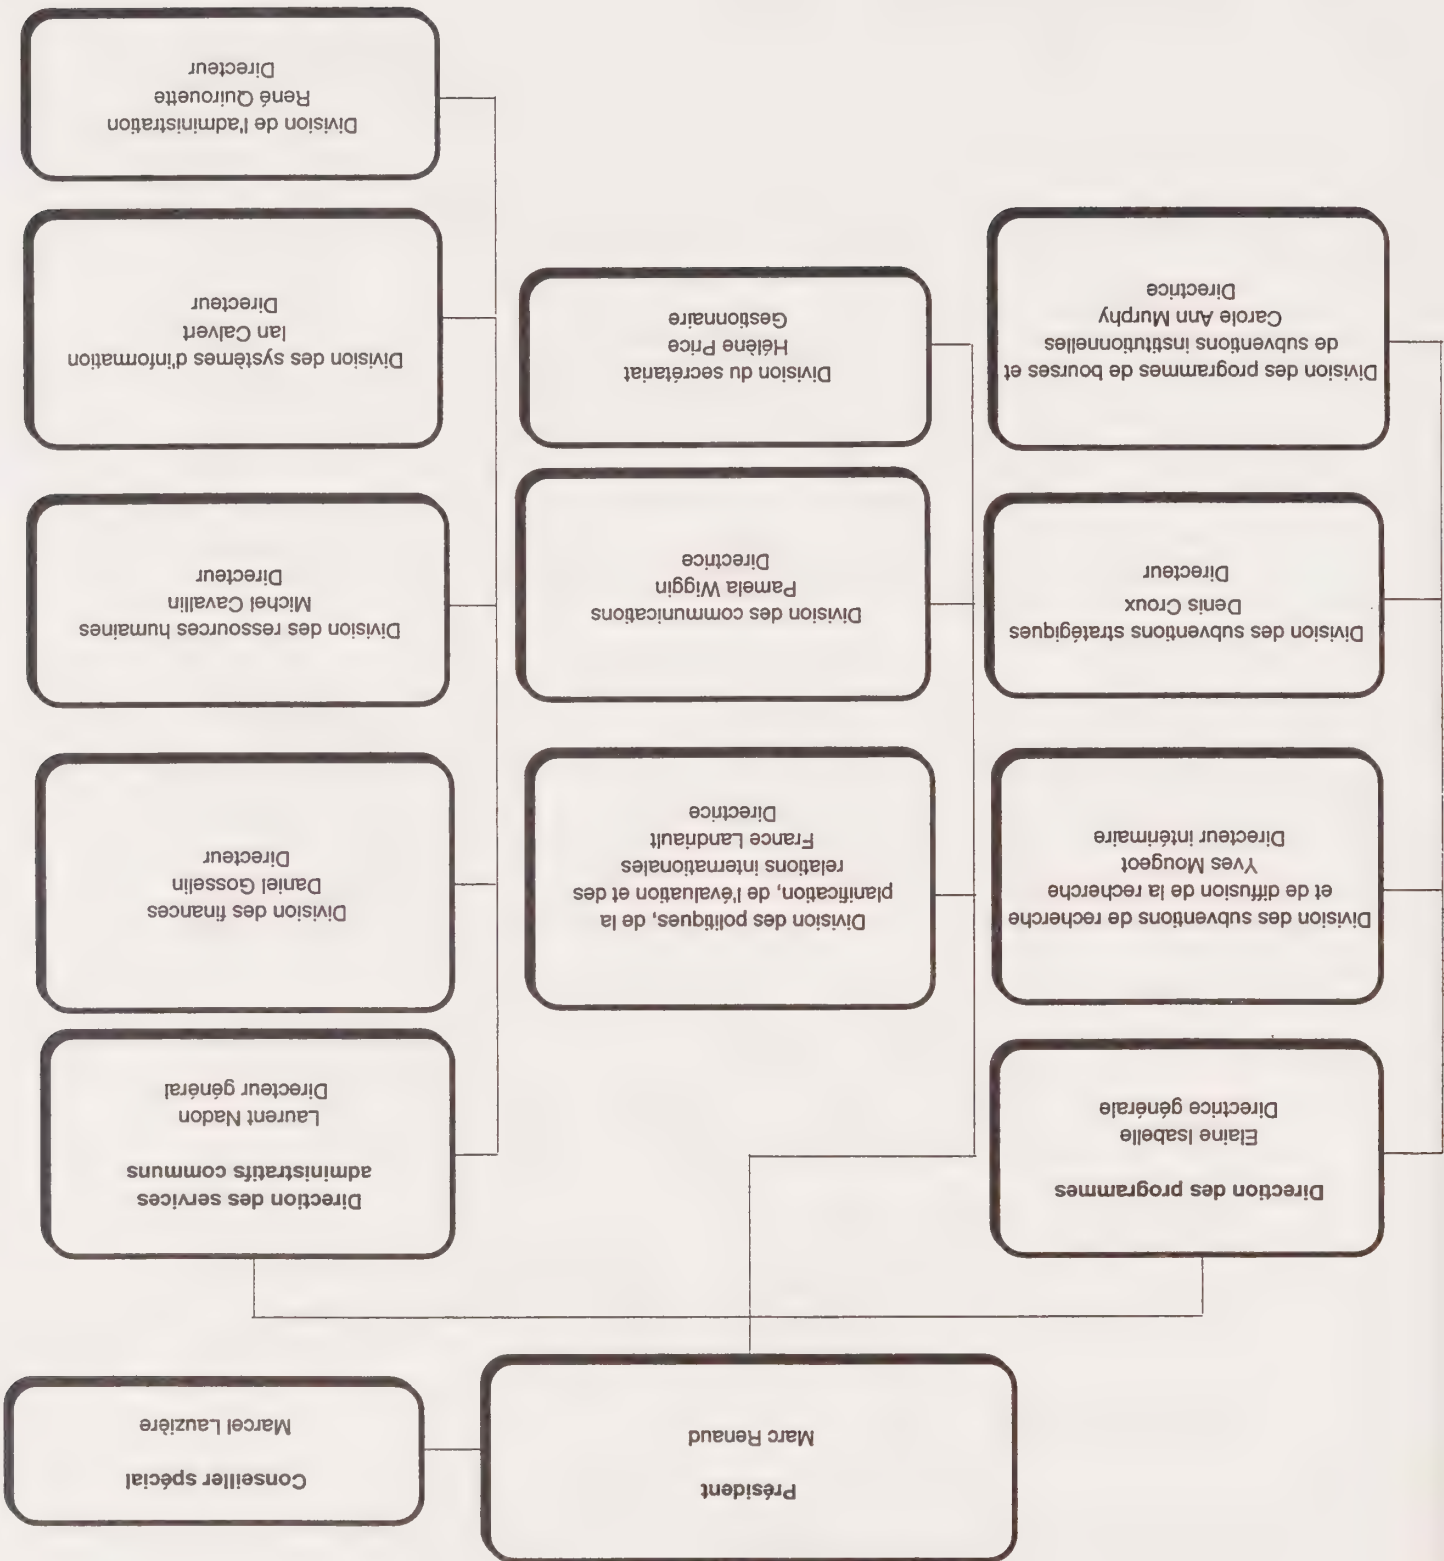 Président
Marc Renaud
Conseiller spécial
Marcel Lauzière
Direction des programmes
Elaine Isabelle
Directrice générale
Division des subventions de recherche
et de diffusion de la recherche
Yves Mougeot
Directeur intérimaire
Division des subventions stratégiques
Denis Croux
Directeur
Division des programmes de bourses et
de subventions institutionnelles
Carole Ann Murphy
Directrice
Division des politiques, de la
planification, de l'évaluation et des
relations internationales
France Landriault
Directrice
Division des communications
Pamela Wiggin
Directrice
Division du secrétariat
Hélène Price
Gestionnaire
Direction des services
administratifs communs
Laurent Nadon
Directeur général
Division des finances
Daniel Gosselin
Directeur
Division des ressources humaines
Michel Cavallin
Directeur
Division des systèmes d'information
Ian Calvert
Directeur
Division de l'administration
René Quirouette
Directeur